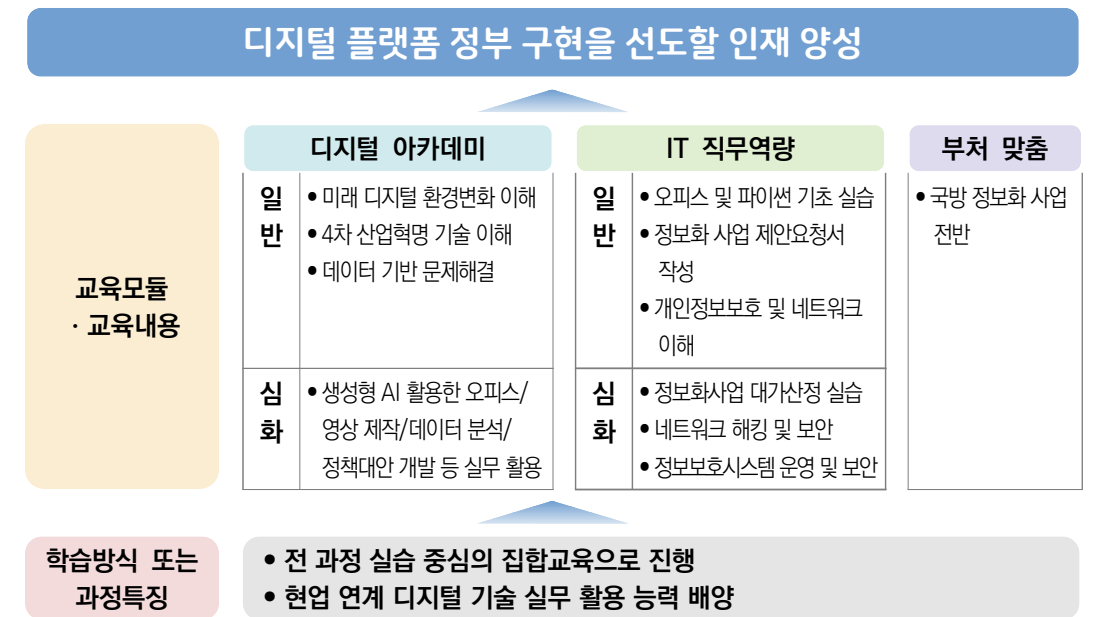 디지털 플랫폼 정부 구현을 선도할 인재 양성
교육모듈
· 교육내용
디지털 아카데미
일
반
• 미래 디지털 환경변화 이해
• 4차 산업혁명 기술 이해
• 데이터 기반 문제해결
심
화
• 생성형 AI 활용한 오피스/
영상 제작/데이터 분석/
정책대안 개발 등 실무 활용
IT 직무역량
일
반
• 오피스 및 파이썬 기초 실습
• 정보화 사업 제안요청서
작성
• 개인정보보호 및 네트워크
이해
심
화
• 정보화사업 대가산정 실습
• 네트워크 해킹 및 보안
• 정보보호시스템 운영 및 보안
부처 맞춤
• 국방 정보화 사업
전반
학습방식 또는
과정특징
• 전 과정 실습 중심의 집합교육으로 진행
• 현업 연계 디지털 기술 실무 활용 능력 배양